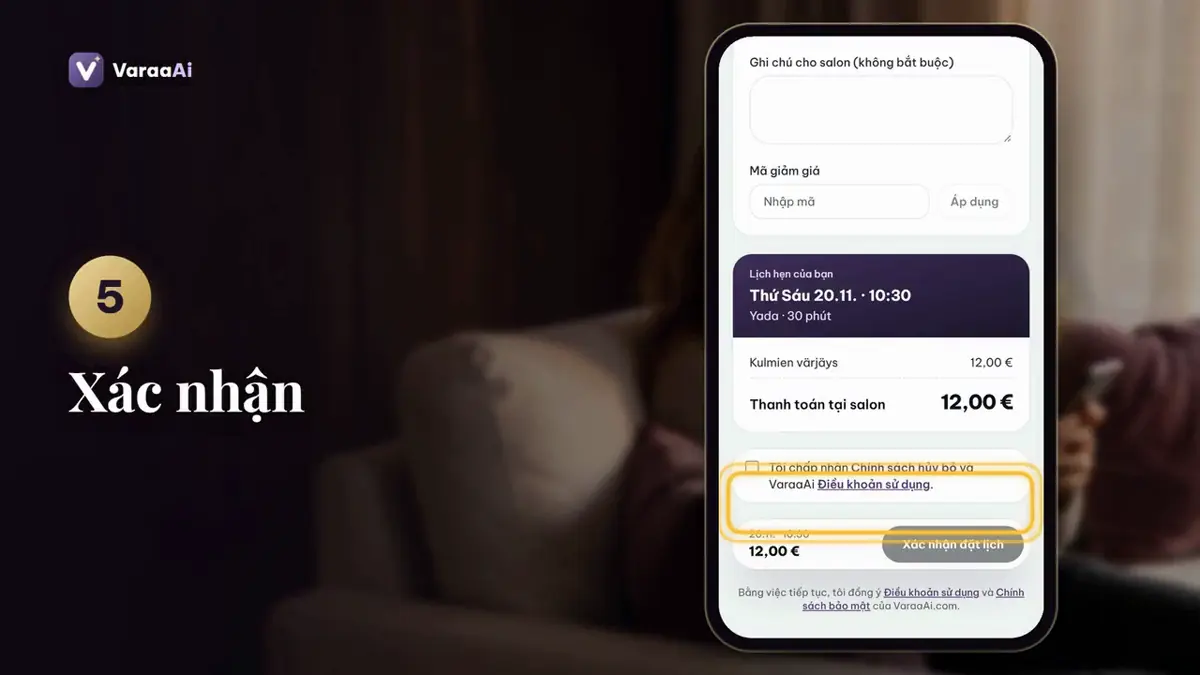 VaraaAi
5
Xác nhận
Ghi chú cho salon (không bắt buộc)
Mã giảm giá
Nhập mã
Áp dụng
Lịch hẹn của bạn
Thứ Sáu 20.11. · 10:30
Yada · 30 phút
Kulmien värjäys 12,00 €
Thanh toán tại salon 12,00 €
Tôi chấp nhận Chính sách hủy bỏ và
VaraaAi Điều khoản sử dụng.
20.11. · 10:30
12,00 €
Xác nhận đặt lịch
Bằng việc tiếp tục, tôi đồng ý Điều khoản sử dụng và Chính
sách bảo mật của VaraaAi.com.